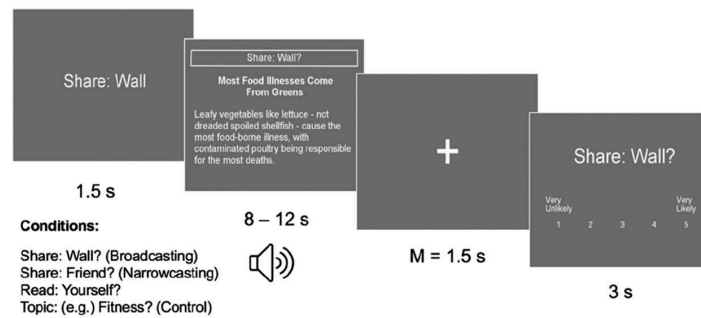 Share: Wall
1.5 s
Share: Wall?
Most Food Illnesses Come
From Greens
Leafy vegetables like lettuce - not
dreaded spoiled shellfish - cause the
most food-borne illness, with
contaminated poultry being responsible
for the most deaths.
8 – 12 s
+
M = 1.5 s
Share: Wall?
Very
Unlikely
Very
Likely
1 2 3 4 5
3 s
Conditions:
Share: Wall? (Broadcasting)
Share: Friend? (Narrowcasting)
Read: Yourself?
Topic: (e.g.) Fitness? (Control)